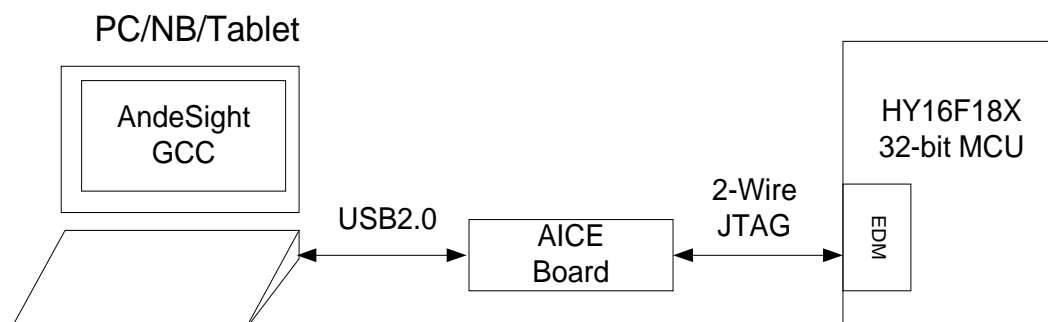 PC/NB/Tablet
AndeSight
GCC
USB2.0
AICE
Board
2-Wire
JTAG
HY16F18X
32-bit MCU
EDM